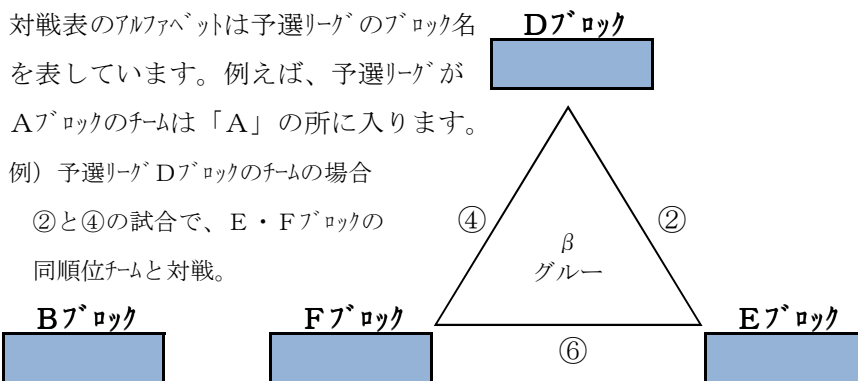 対戦表のｱﾙﾌｧﾍﾞｯﾄは予選ﾘｰｸﾞのﾌﾞﾛｯｸ名
を表しています。例えば、予選ﾘｰｸﾞが
Ａﾌﾞﾛｯｸのﾁｰﾑは「Ａ」の所に入ります。
例）予選ﾘｰｸﾞＤﾌﾞﾛｯｸのﾁｰﾑの場合
②と④の試合で、Ｅ・Ｆﾌﾞﾛｯｸの
同順位ﾁｰﾑと対戦。
Ｄﾌﾞﾛｯｸ
④
②
β
グルー
⑥
Ｂﾌﾞﾛｯｸ
Ｆﾌﾞﾛｯｸ
Ｅﾌﾞﾛｯｸ